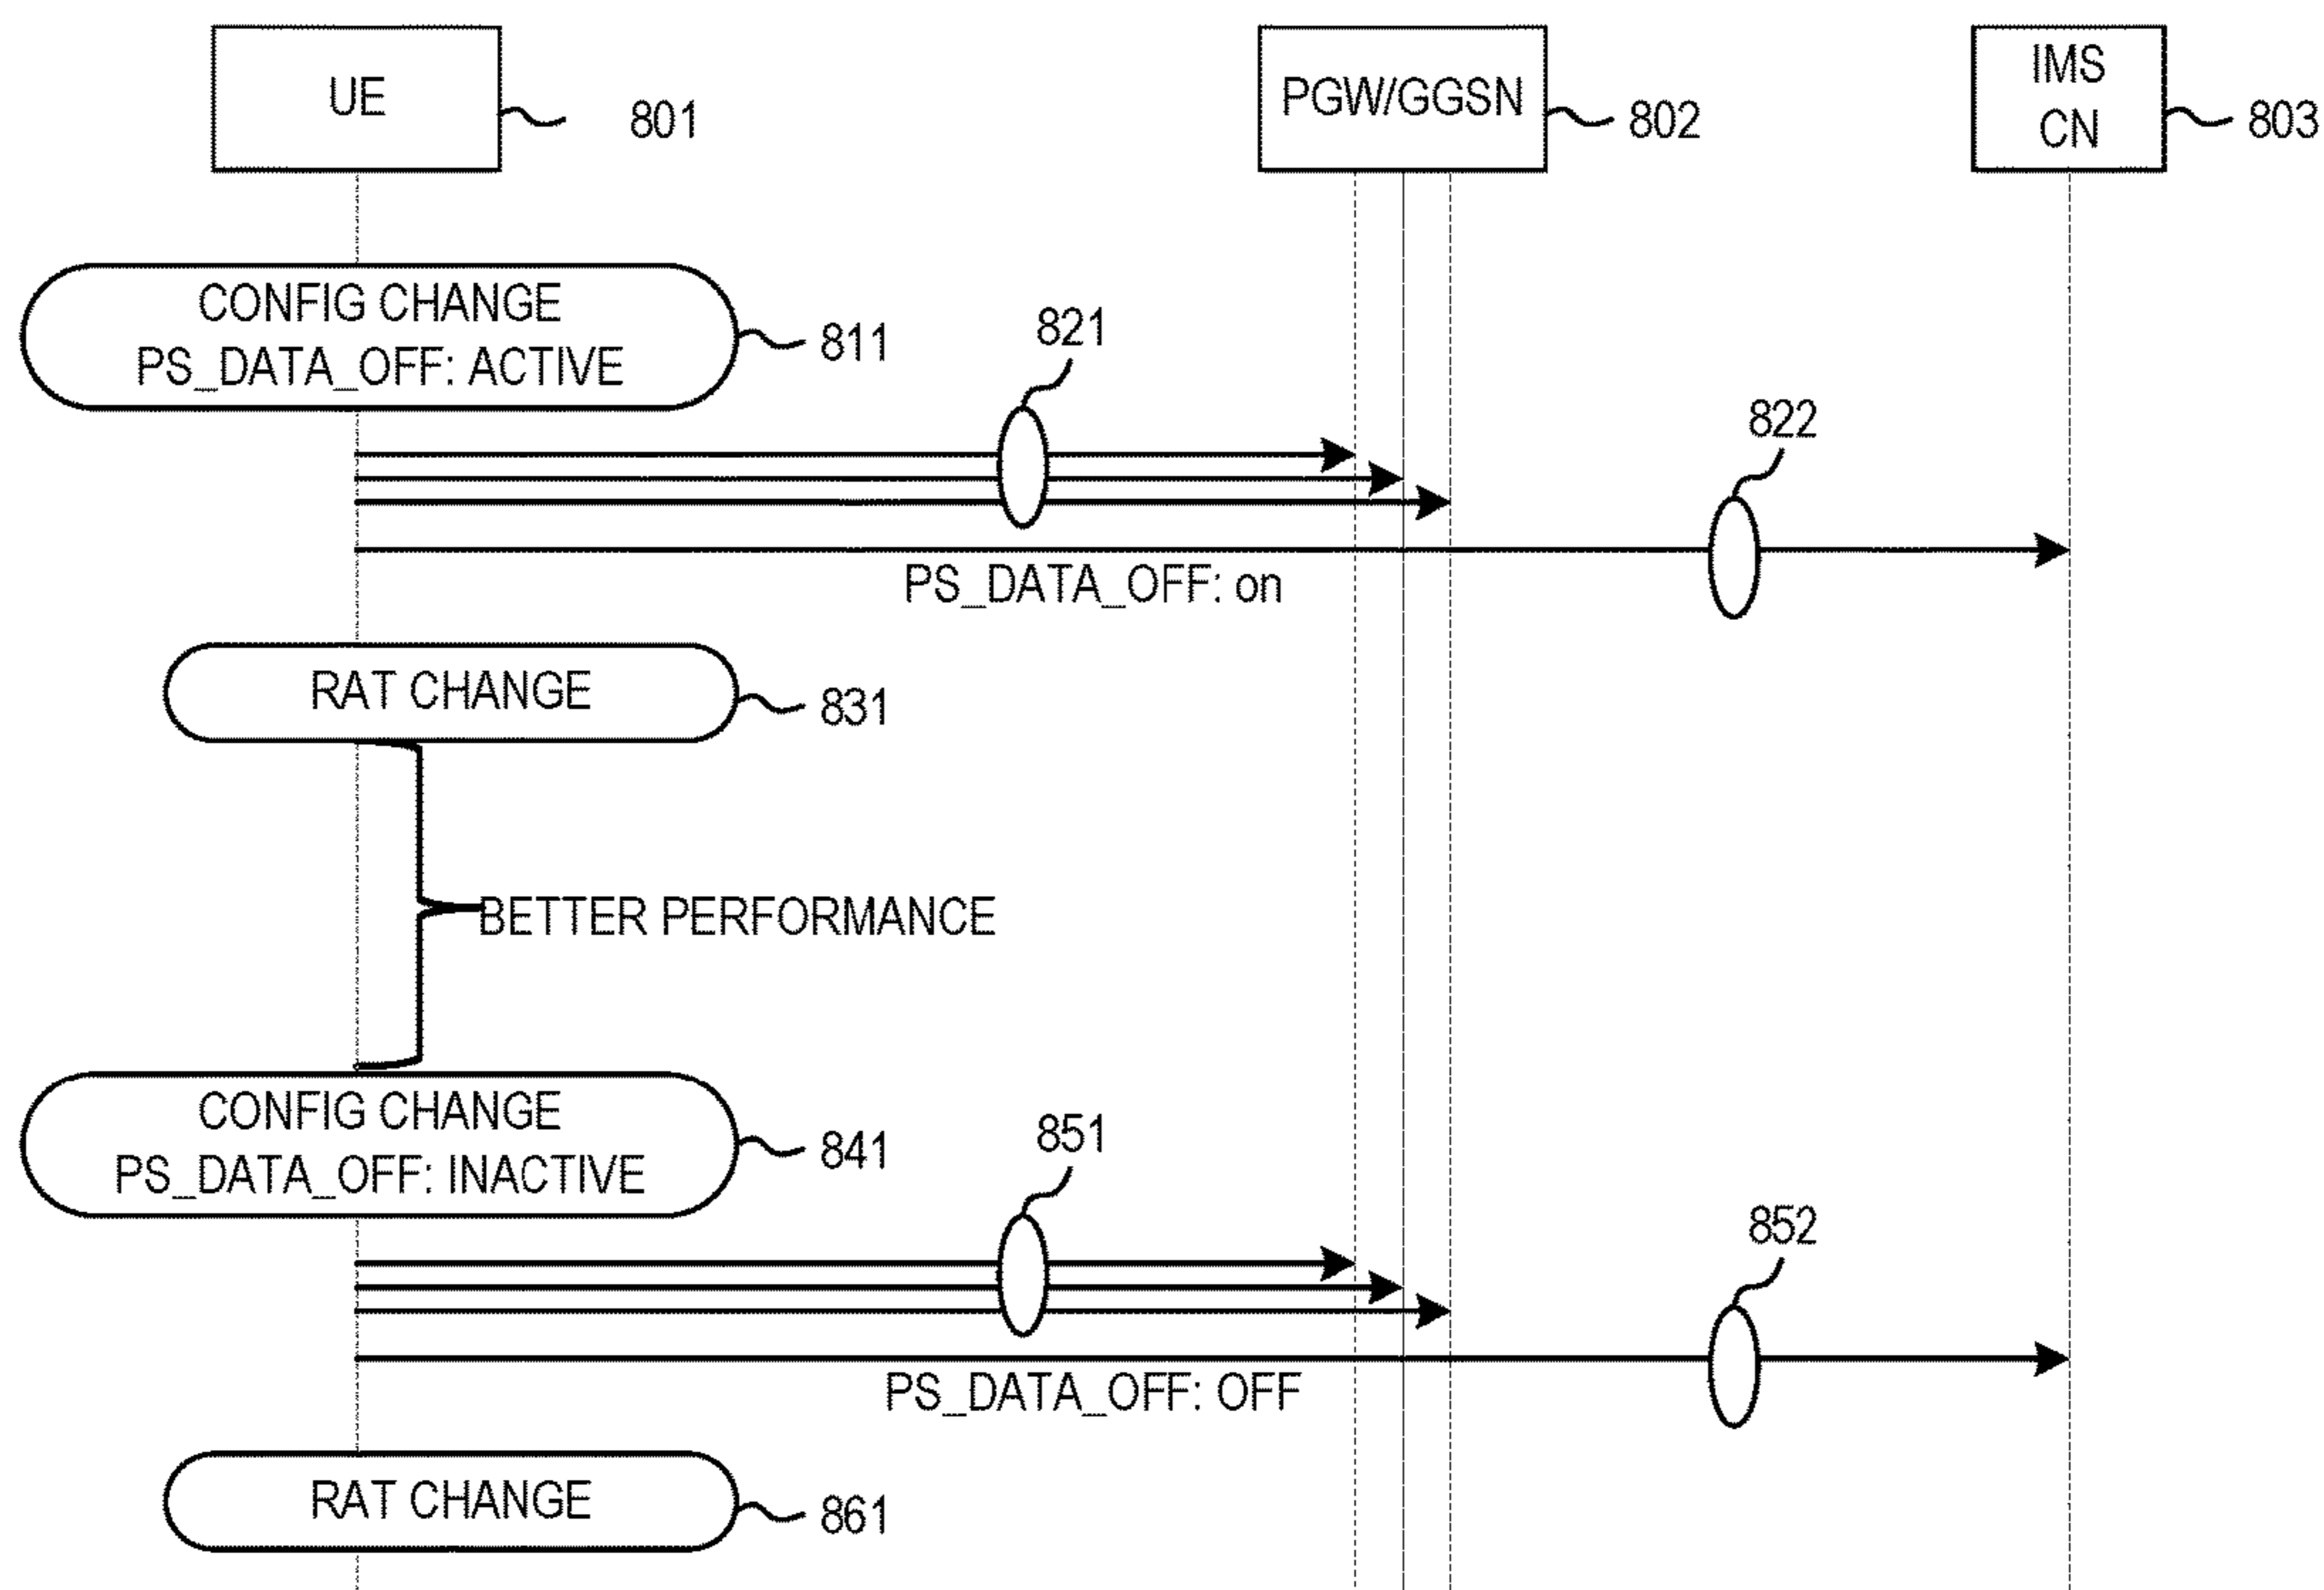 UE
801
PGW/GGSN
802
IMS
CN
803
CONFIG CHANGE
PS_DATA_OFF: ACTIVE
811
821
822
PS_DATA_OFF: on
RAT CHANGE
831
BETTER PERFORMANCE
CONFIG CHANGE
PS_DATA_OFF: INACTIVE
841
851
852
PS_DATA_OFF: OFF
RAT CHANGE
861